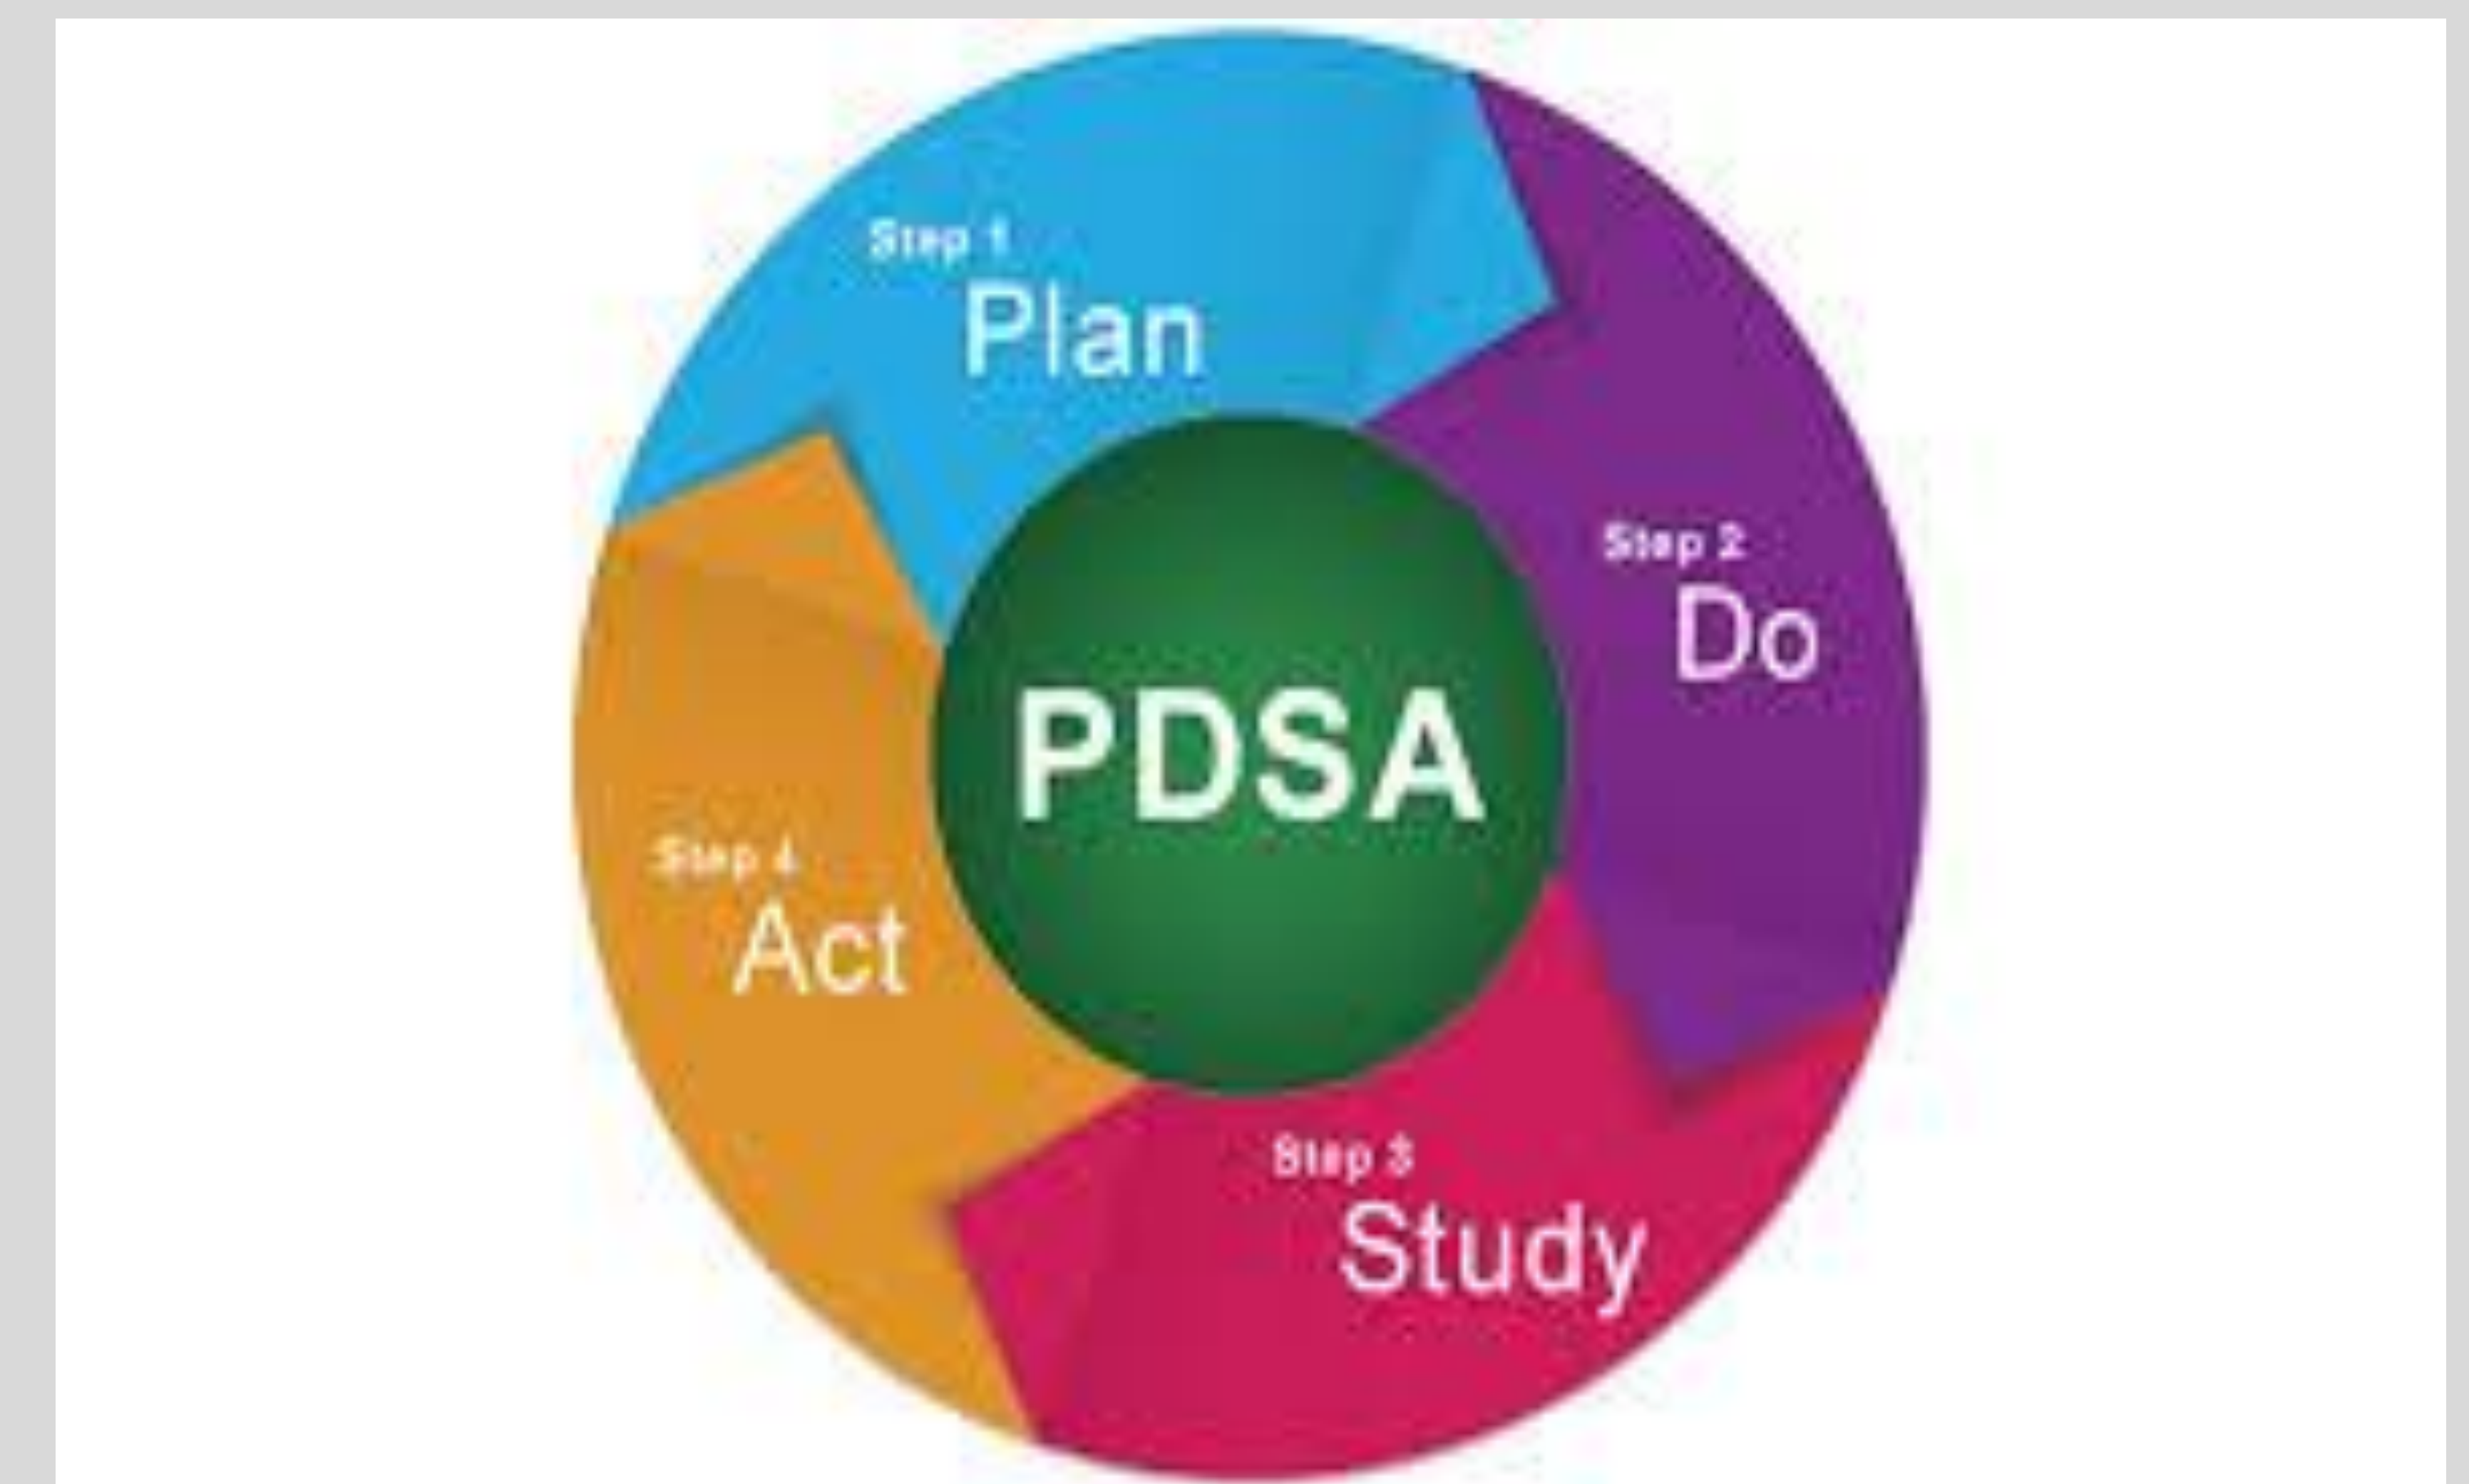 Step 1
Plan
Step 2
Do
PDSA
Step 3
Study
Step 4
Act